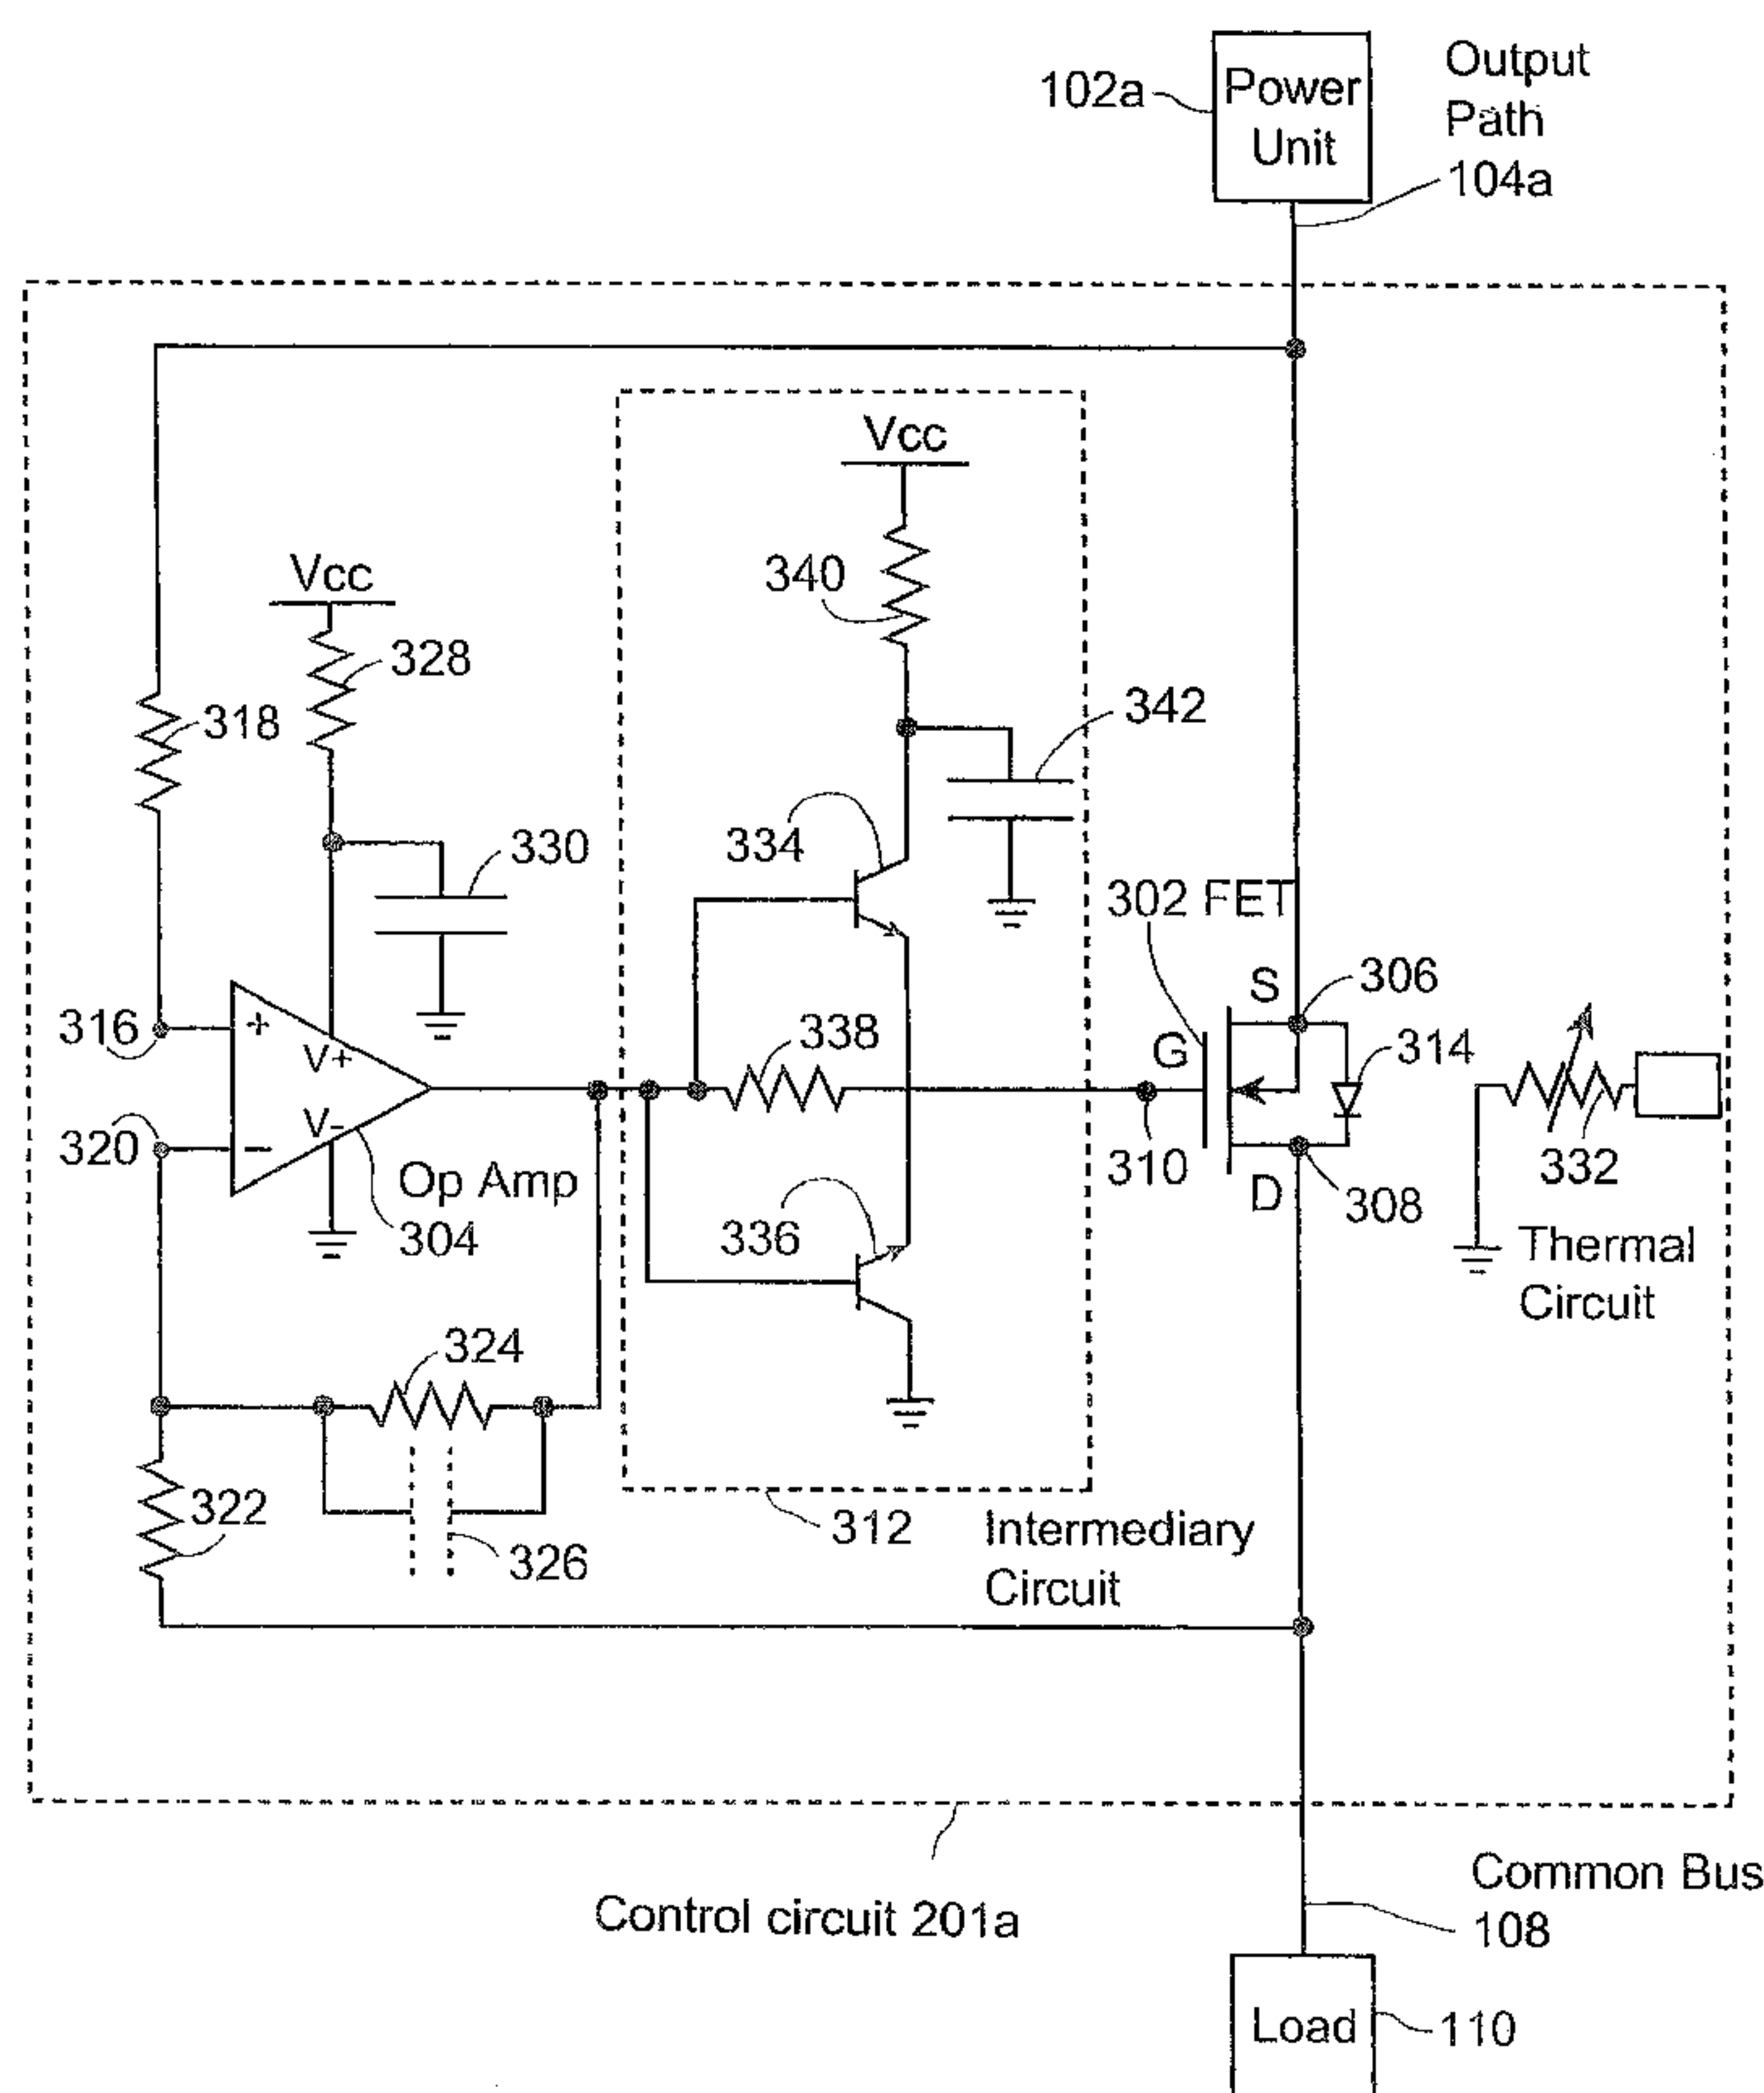 102a
Power
Unit
Output
Path
104a
Vcc
Vcc
340
328
318
342
334
330
302 FET
S
306
316
+
V+
338
G
314
320
−
V-
Op Amp
304
310
D
308
332
336
Thermal
Circuit
324
322
326
312
Intermediary
Circuit
Control circuit 201a
Common Bus
108
Load
110